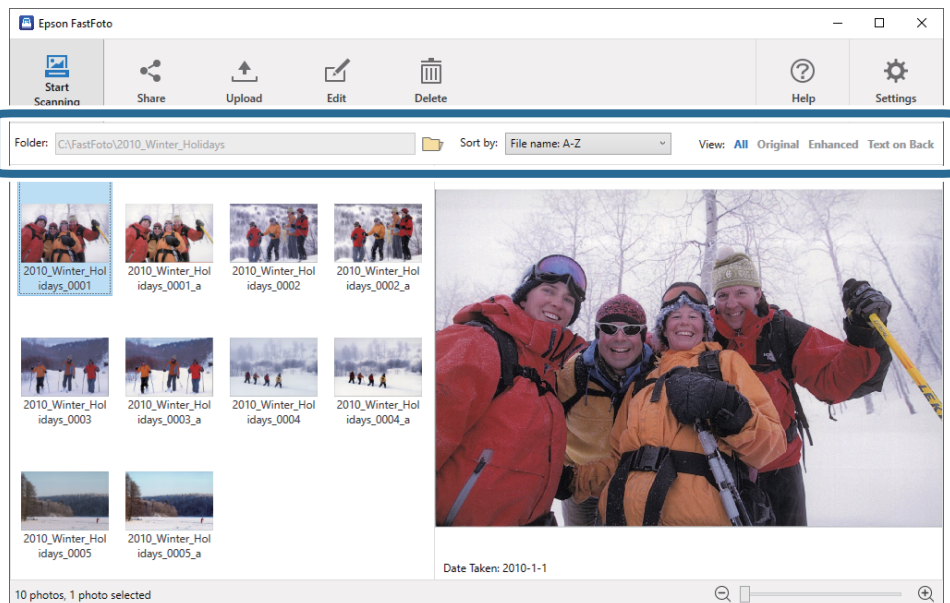 Epson FastFoto
Start
Scanning
Share
Upload
Edit
Delete
Help
Settings
Folder: C:\FastFoto\2010_Winter_Holidays
Sort by: File name: A-Z
View: All Original Enhanced Text on Back
2010_Winter_Hol
idays_0001
2010_Winter_Hol
idays_0001_a
2010_Winter_Hol
idays_0002
2010_Winter_Hol
idays_0002_a
2010_Winter_Hol
idays_0003
2010_Winter_Hol
idays_0003_a
2010_Winter_Hol
idays_0004
2010_Winter_Hol
idays_0004_a
2010_Winter_Hol
idays_0005
2010_Winter_Hol
idays_0005_a
Date Taken: 2010-1-1
10 photos, 1 photo selected